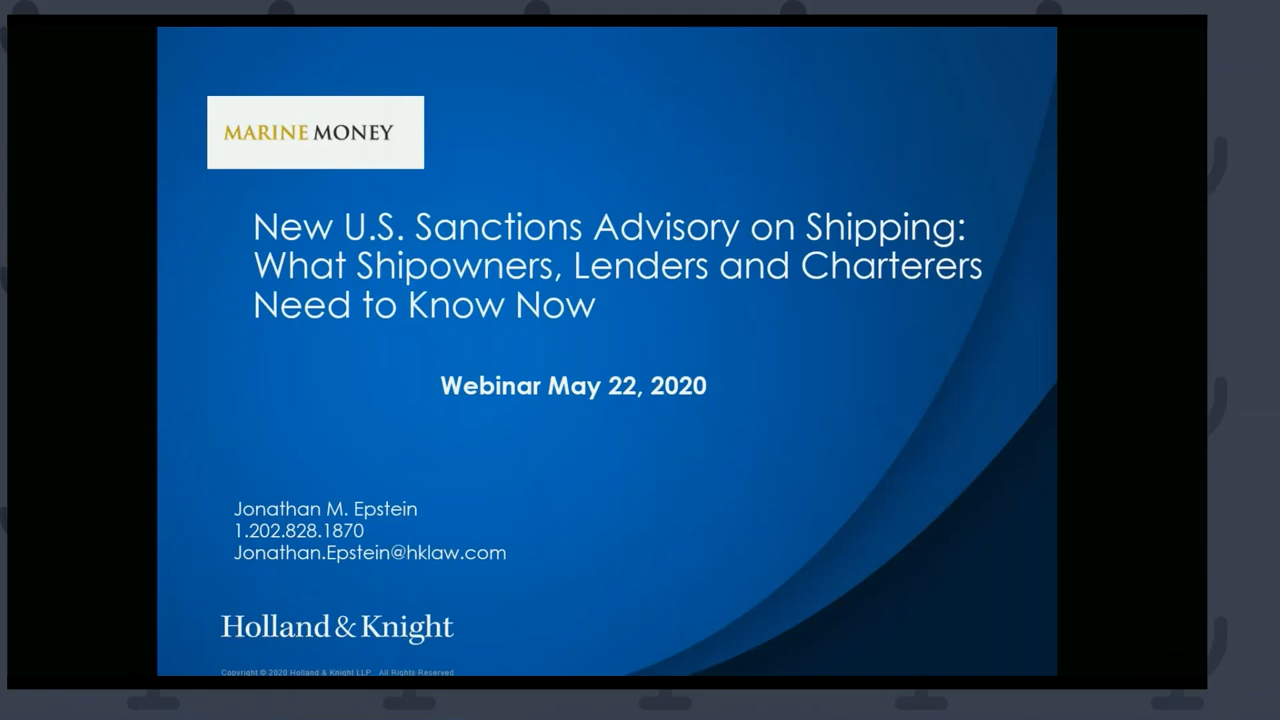 MARINE MONEY
New U.S. Sanctions Advisory on Shipping:
What Shipowners, Lenders and Charterers
Need to Know Now
Webinar May 22, 2020
Jonathan M. Epstein
1.202.828.1870
Jonathan.Epstein@hklaw.com
Holland & Knight
Copyright © 2020 Holland & Knight LLP All Rights Reserved